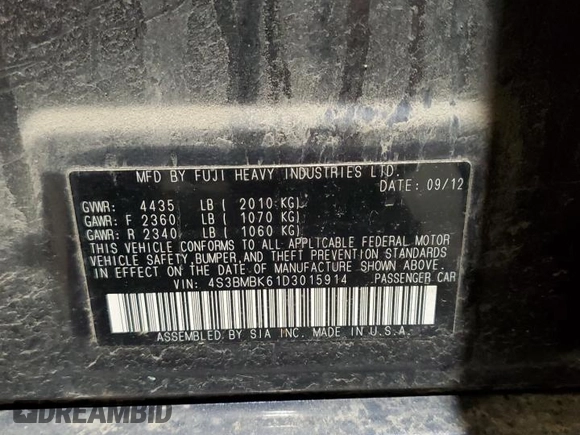 MFD BY FUJI HEAVY INDUSTRIES LTD.
DATE: 09/12
GVWR: 4435 LB ( 2010 KG)
GAWR: F 2360 LB ( 1070 KG)
GAWR: R 2340 LB ( 1060 KG)
THIS VEHICLE CONFORMS TO ALL APPLICABLE FEDERAL MOTOR
VEHICLE SAFETY,BUMPER,AND THEFT PREVENTION STANDARDS
IN EFFECT ON THE DATE OF MANUFACTURE SHOWN ABOVE.
VIN: 4S3BMBK61D3015914 PASSENGER CAR
ASSEMBLED BY SIA INC. MADE IN U.S.A.
DREAMBID